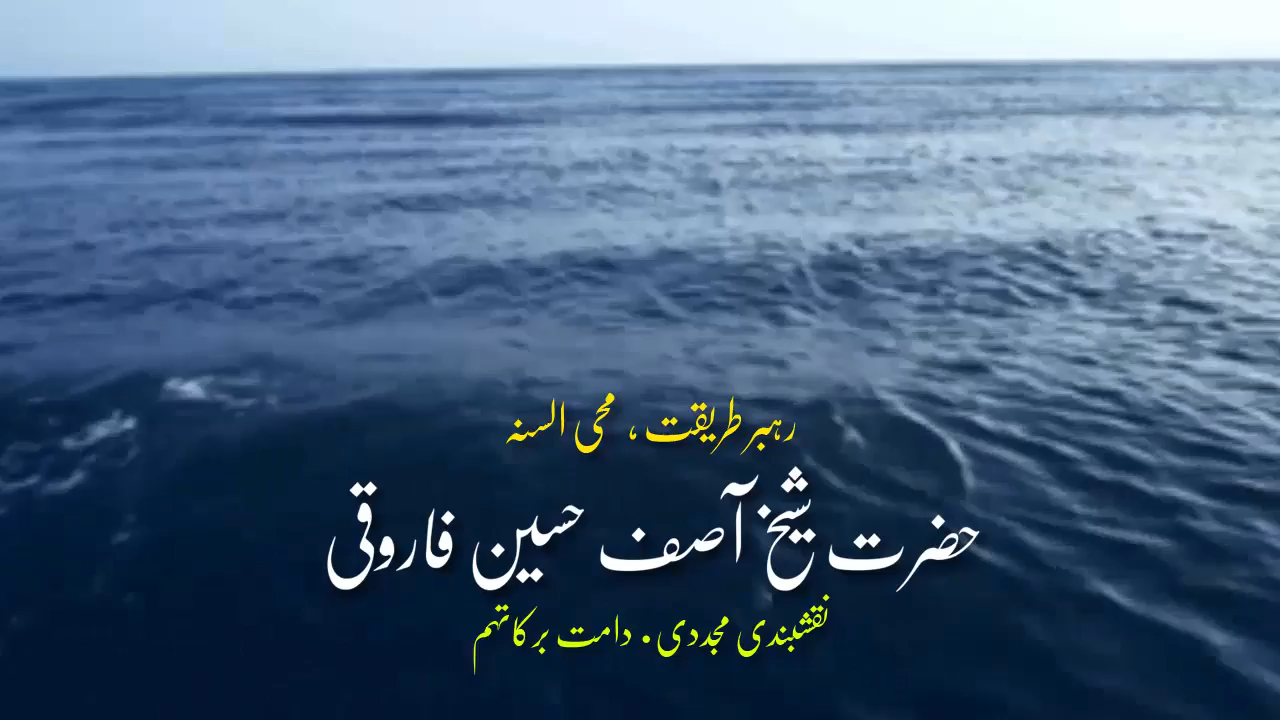 رہبر طریقت ، محی السنہ
حضرت شیخ آصف حسین فاروقی
نقشبندی مجددی . دامت برکاتہم